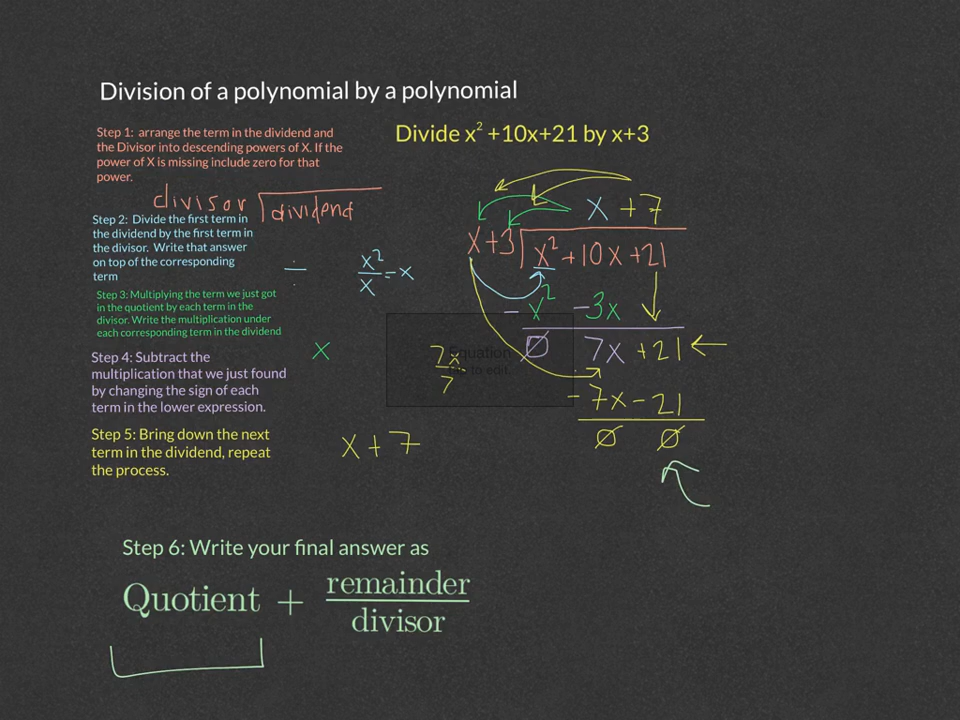 Division of a polynomial by a polynomial
Step 1: arrange the term in the dividend and
the Divisor into descending powers of X. If the
power of X is missing include zero for that
power.
divisor dividend
Step 2: Divide the first term in
the dividend by the first term in
the divisor. Write that answer
on top of the corresponding
term
÷ x²/x = x
Step 3: Multiplying the term we just got
in the quotient by each term in the
divisor. Write the multiplication under
each corresponding term in the dividend
x
Step 4: Subtract the
multiplication that we just found
by changing the sign of each
term in the lower expression.
Step 5: Bring down the next
term in the dividend, repeat
the process.
x + 7
Divide x² +10x+21 by x+3
x + 7
x+3 x² +10x +21
- x² -3x
0 7x +21
Equation
7x/7
- 7x - 21
0 0
Step 6: Write your final answer as
Quotient + remainder/divisor